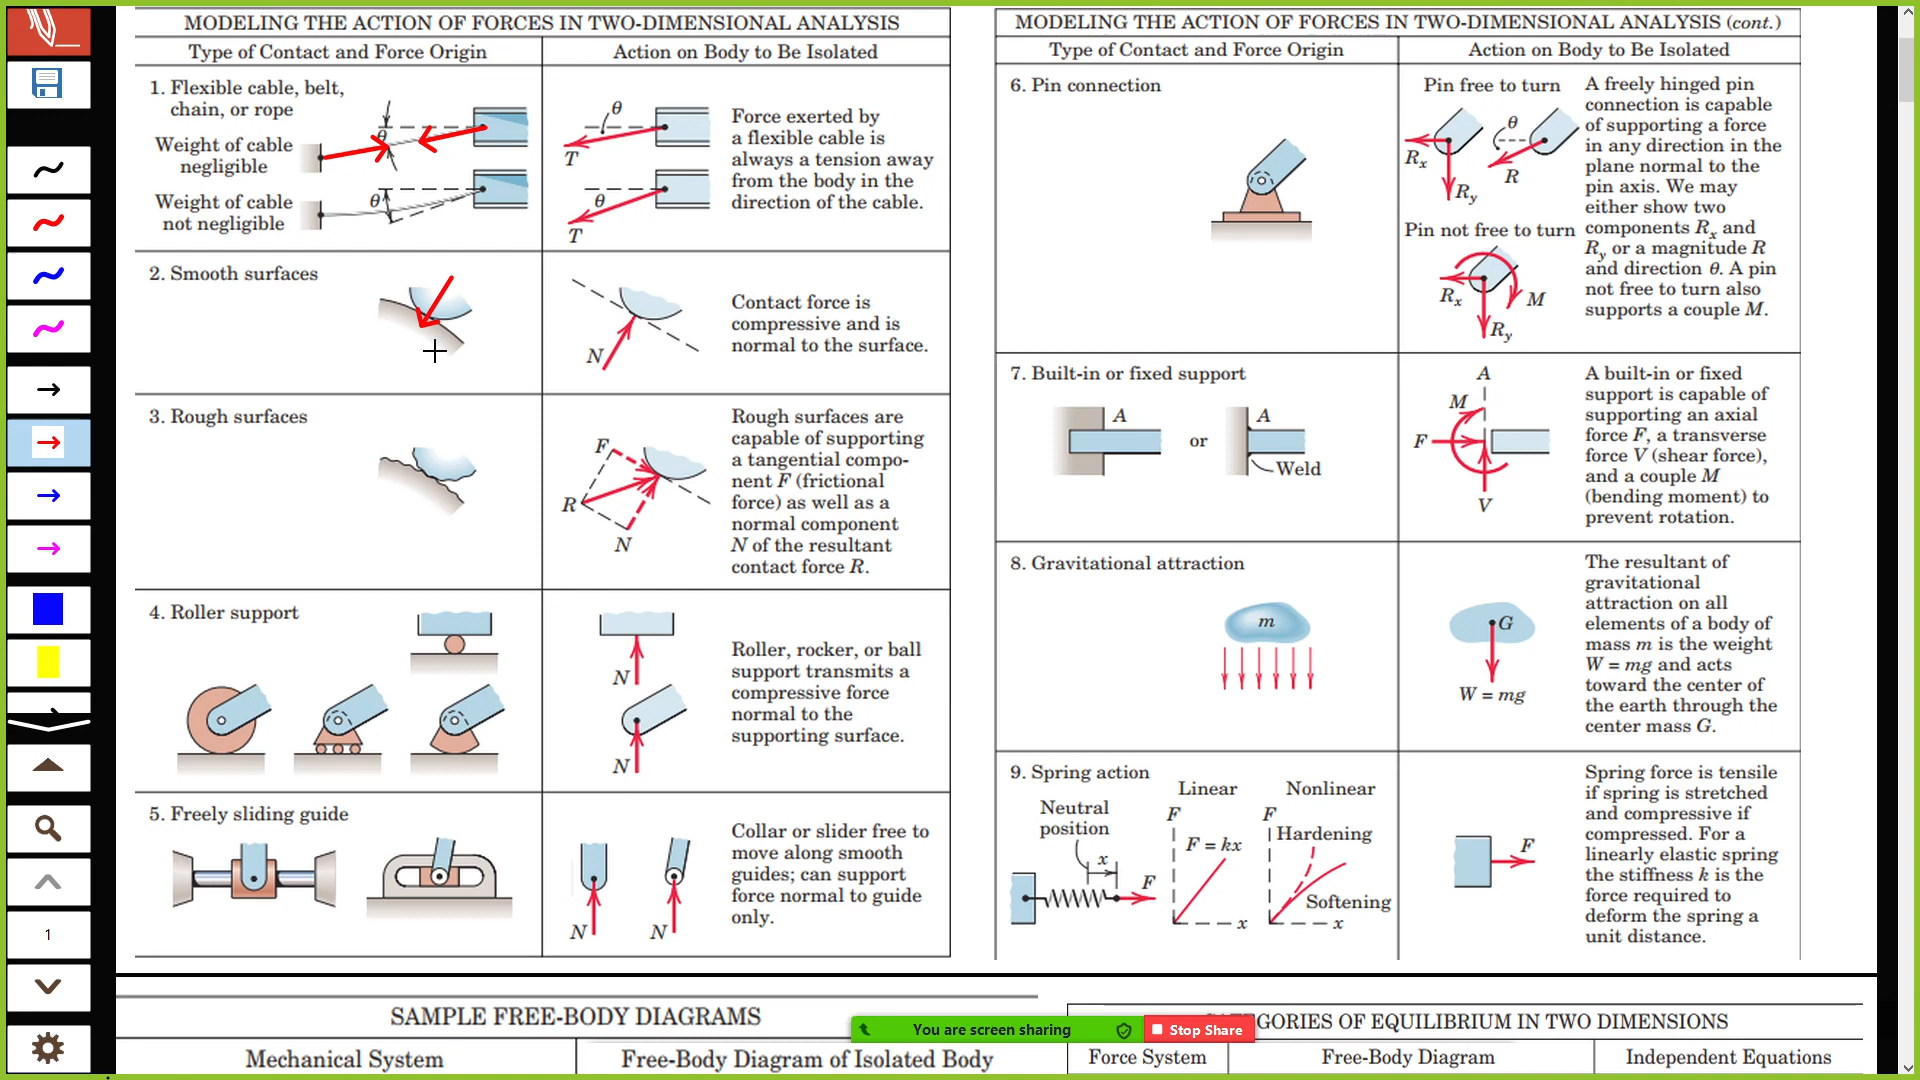 MODELING THE ACTION OF FORCES IN TWO-DIMENSIONAL ANALYSIS
Type of Contact and Force Origin
Action on Body to Be Isolated
1. Flexible cable, belt,
chain, or rope
Weight of cable
negligible
θ
Weight of cable
not negligible
θ
θ
T
θ
T
Force exerted by
a flexible cable is
always a tension away
from the body in the
direction of the cable.
2. Smooth surfaces
N
Contact force is
compressive and is
normal to the surface.
3. Rough surfaces
F
R
N
Rough surfaces are
capable of supporting
a tangential compo-
nent F (frictional
force) as well as a
normal component
N of the resultant
contact force R.
4. Roller support
N
N
Roller, rocker, or ball
support transmits a
compressive force
normal to the
supporting surface.
5. Freely sliding guide
N
N
Collar or slider free to
move along smooth
guides; can support
force normal to guide
only.
MODELING THE ACTION OF FORCES IN TWO-DIMENSIONAL ANALYSIS (cont.)
Type of Contact and Force Origin
Action on Body to Be Isolated
6. Pin connection
Pin free to turn
Rx
Ry
θ
R
Pin not free to turn
Rx
M
Ry
A freely hinged pin
connection is capable
of supporting a force
in any direction in the
plane normal to the
pin axis. We may
either show two
components Rx and
Ry or a magnitude R
and direction θ. A pin
not free to turn also
supports a couple M.
7. Built-in or fixed support
A
or
A
Weld
A
M
F
V
A built-in or fixed
support is capable of
supporting an axial
force F, a transverse
force V (shear force),
and a couple M
(bending moment) to
prevent rotation.
8. Gravitational attraction
m
G
W = mg
The resultant of
gravitational
attraction on all
elements of a body of
mass m is the weight
W = mg and acts
toward the center of
the earth through the
center mass G.
9. Spring action
Neutral
position
x
F
Linear
F
F = kx
x
Nonlinear
F
Hardening
Softening
x
F
Spring force is tensile
if spring is stretched
and compressive if
compressed. For a
linearly elastic spring
the stiffness k is the
force required to
deform the spring a
unit distance.
1
SAMPLE FREE-BODY DIAGRAMS
Mechanical System
Free-Body Diagram of Isolated Body
You are screen sharing
Stop Share
EGORIES OF EQUILIBRIUM IN TWO DIMENSIONS
Force System
Free-Body Diagram
Independent Equations